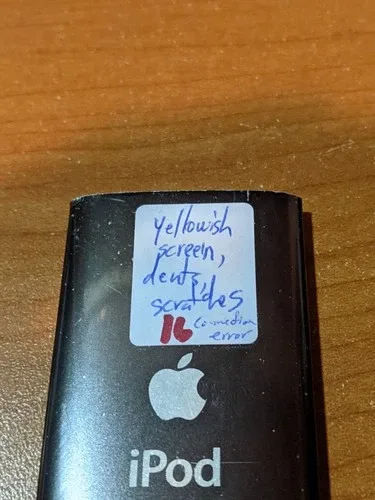 yellowish
screen,
dents,
scratches
16 Connection
error
iPod